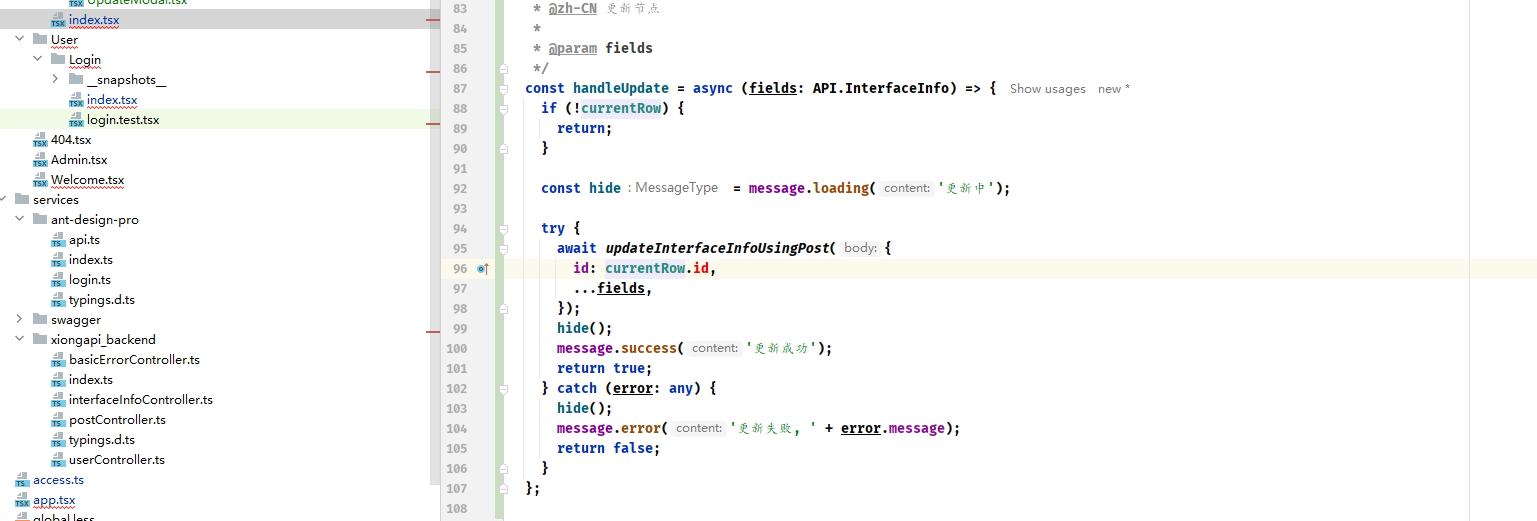 UpdateModal.tsx
index.tsx
User
Login
__snapshots__
index.tsx
login.test.tsx
404.tsx
Admin.tsx
Welcome.tsx
services
ant-design-pro
api.ts
index.ts
login.ts
typings.d.ts
swagger
xiongapi_backend
basicErrorController.ts
index.ts
interfaceInfoController.ts
postController.ts
typings.d.ts
userController.ts
access.ts
app.tsx
global.less
83 * @zh-CN 更新节点
84 *
85 * @param fields
86 */
87 const handleUpdate = async (fields: API.InterfaceInfo) => { Show usages new *
88 if (!currentRow) {
89 return;
90 }
91
92 const hide : MessageType = message.loading( content: '更新中');
93
94 try {
95 await updateInterfaceInfoUsingPost( body: {
96 id: currentRow.id,
97 ...fields,
98 });
99 hide();
100 message.success( content: '更新成功');
101 return true;
102 } catch (error: any) {
103 hide();
104 message.error( content: '更新失败, ' + error.message);
105 return false;
106 }
107 };
108